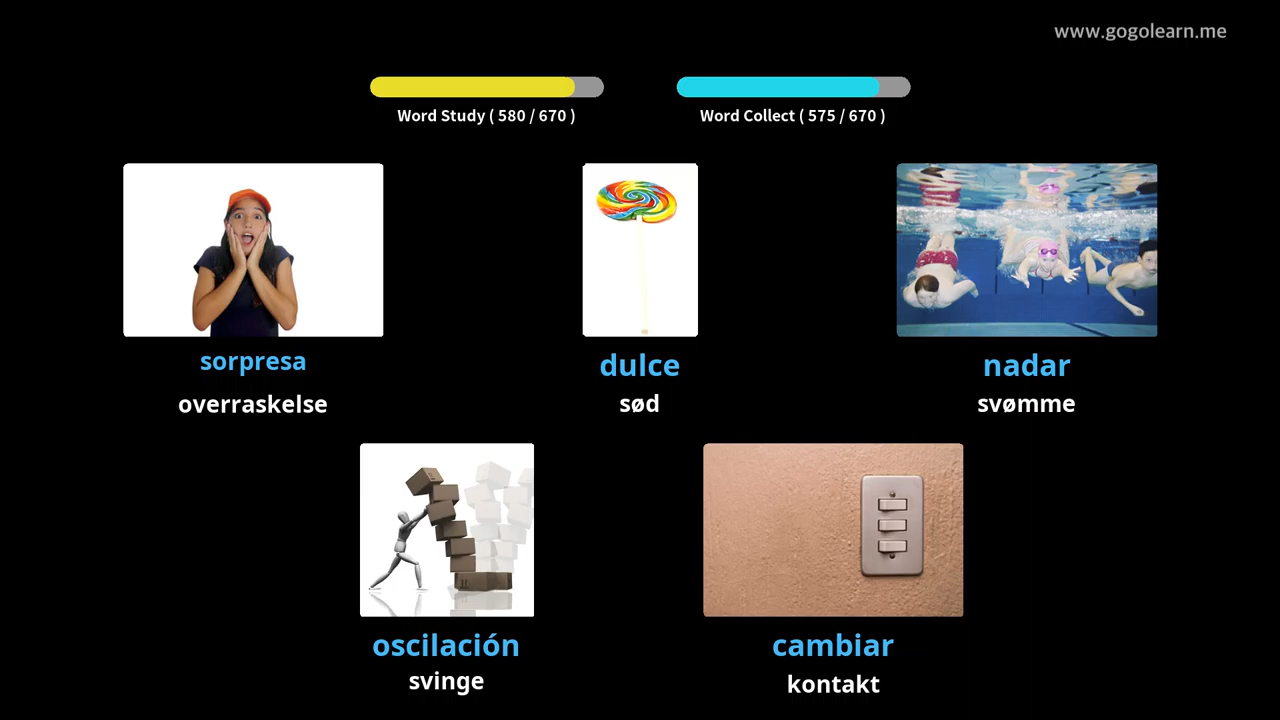 www.gogolearn.me
Word Study ( 580 / 670 )
Word Collect ( 575 / 670 )
sorpresa
overraskelse
dulce
sød
nadar
svømme
oscilación
svinge
cambiar
kontakt